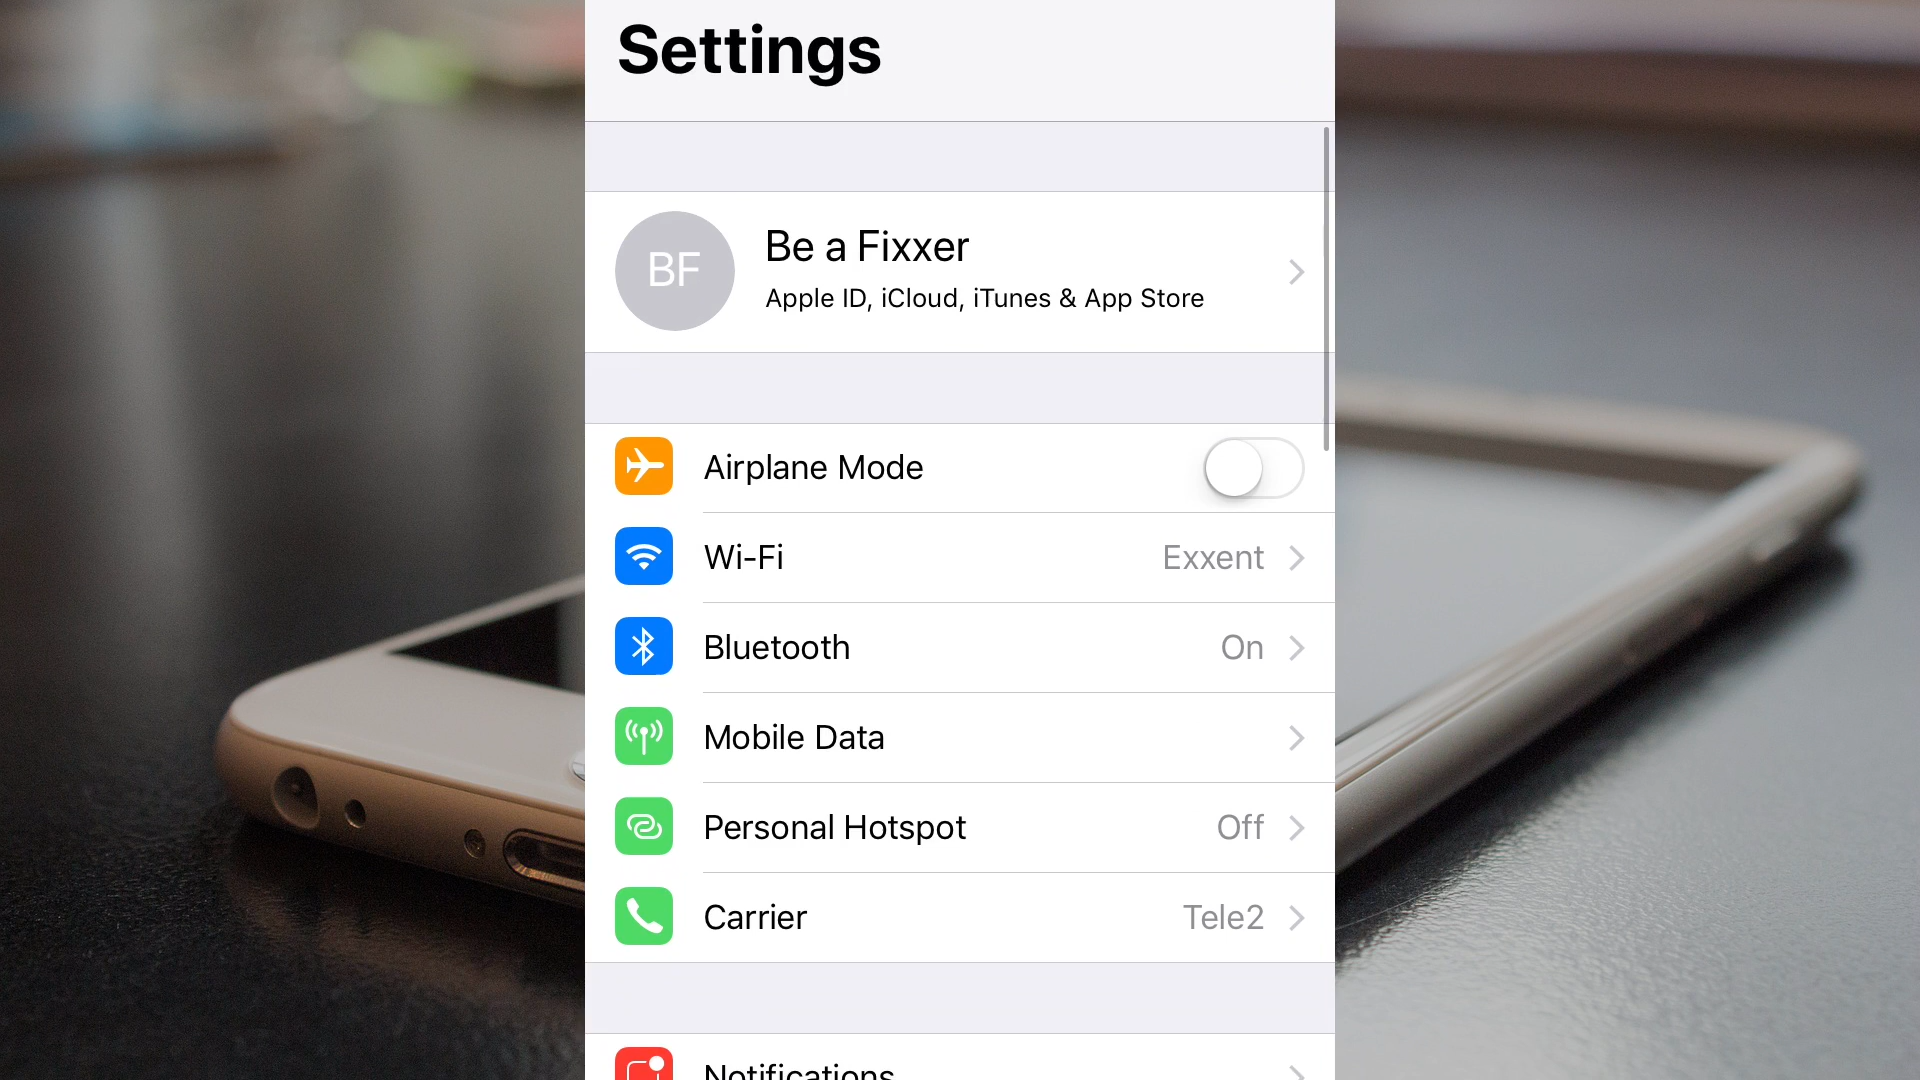 Settings
BF
Be a Fixxer
Apple ID, iCloud, iTunes & App Store
Airplane Mode
Wi-Fi Exxent
Bluetooth On
Mobile Data
Personal Hotspot Off
Carrier Tele2
Notifications